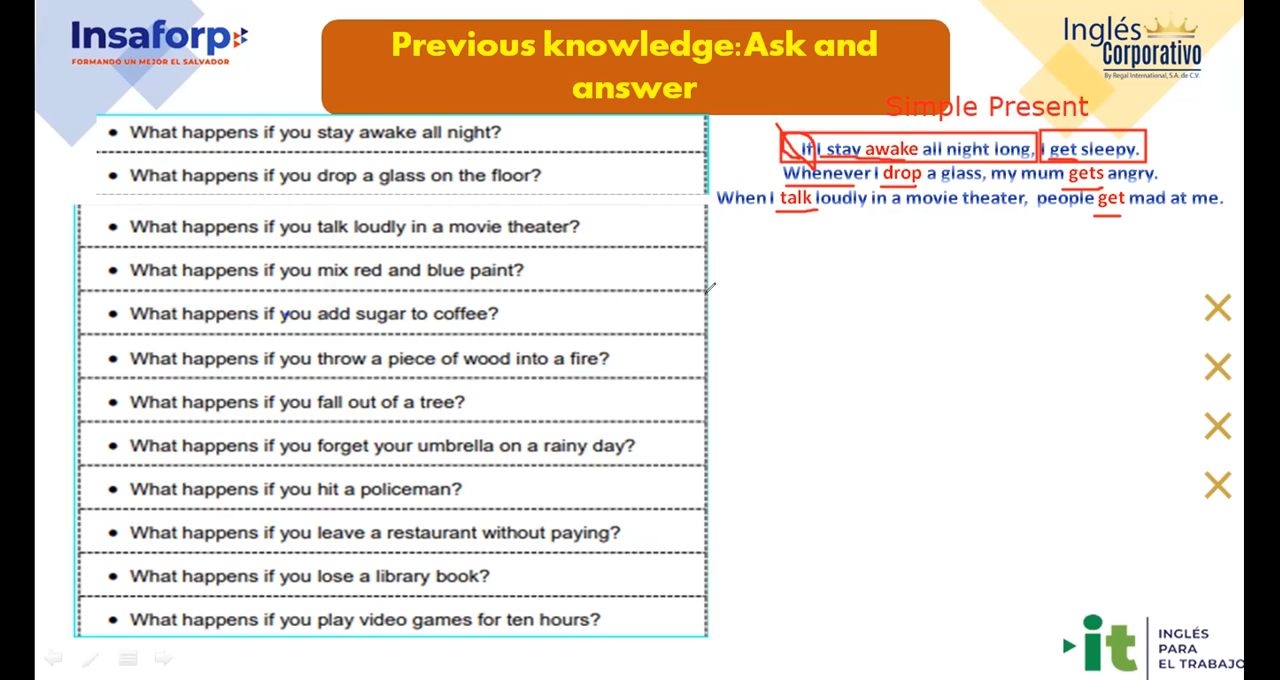 Insaforp
FORMANDO UN MEJOR EL SALVADOR
Previous knowledge:Ask and
answer
Inglés
Corporativo
By Regal International, S.A, de C.V.
Simple Present
If I stay awake all night long, I get sleepy.
Whenever I drop a glass, my mum gets angry.
When I talk loudly in a movie theater, people get mad at me.
• What happens if you stay awake all night?
• What happens if you drop a glass on the floor?
• What happens if you talk loudly in a movie theater?
• What happens if you mix red and blue paint?
• What happens if you add sugar to coffee?
• What happens if you throw a piece of wood into a fire?
• What happens if you fall out of a tree?
• What happens if you forget your umbrella on a rainy day?
• What happens if you hit a policeman?
• What happens if you leave a restaurant without paying?
• What happens if you lose a library book?
• What happens if you play video games for ten hours?
it
INGLÉS
PARA
EL TRABAJO